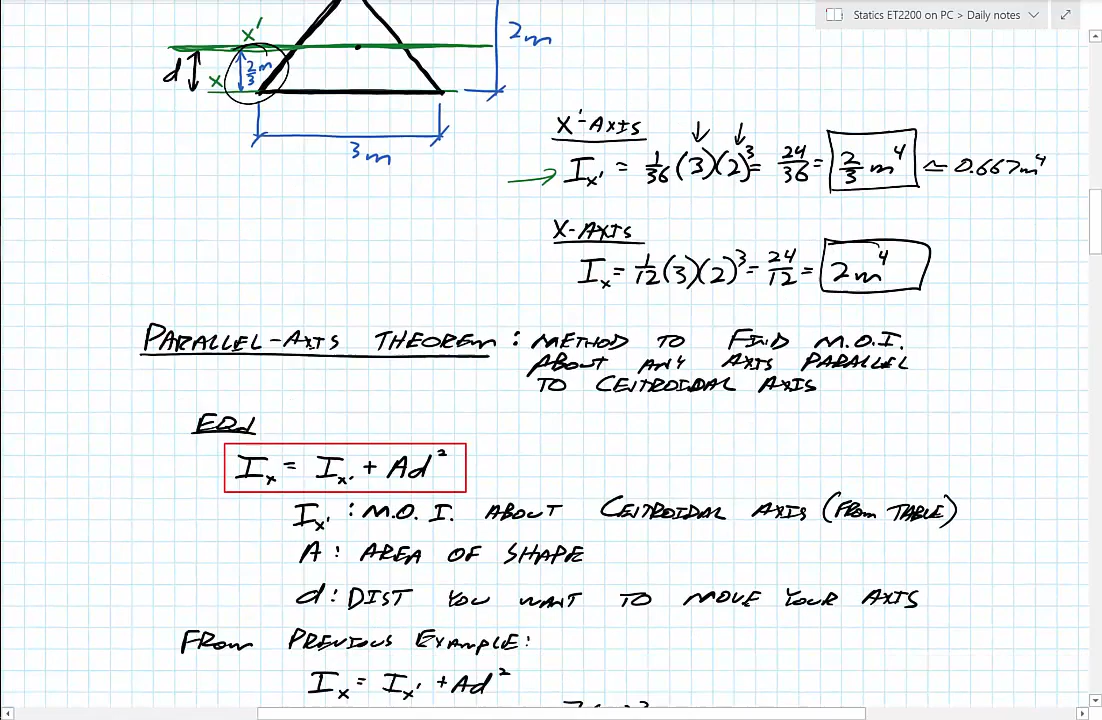 Statics ET2200 on PC > Daily notes
X'
2m
d
2/3 m
X
3m
X'-AXIS
Ix' = 1/36 (3)(2)³ = 24/36 = 2/3 m⁴ ≃ 0.667m⁴
X-AXIS
Ix = 1/12 (3)(2)³ = 24/12 = 2m⁴
PARALLEL-AXIS THEOREM : METHOD TO FIND M.O.I.
ABOUT ANY AXIS PARALLEL
TO CENTROIDAL AXIS
Ix = Ix' + Ad²
Ix' : M.O.I. ABOUT CENTROIDAL AXIS (FROM TABLE)
A : AREA OF SHAPE
d : DIST YOU WANT TO MOVE YOUR AXIS
FROM PREVIOUS EXAMPLE:
Ix = Ix' + Ad²